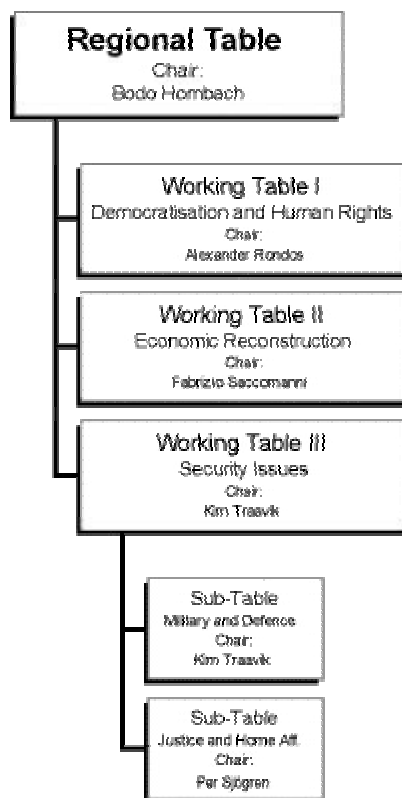 Regional Table
Chair:
Bodo Hombach
Working Table I
Democratisation and Human Rights
Chair:
Alexander Rondos
Working Table II
Economic Reconstruction
Chair:
Fabrizio Saccomanni
Working Table III
Security Issues
Chair:
Kim Traavik
Sub-Table
Military and Defence
Chair:
Kim Traavik
Sub-Table
Justice and Home Aff.
Chair:
Per Sjögren